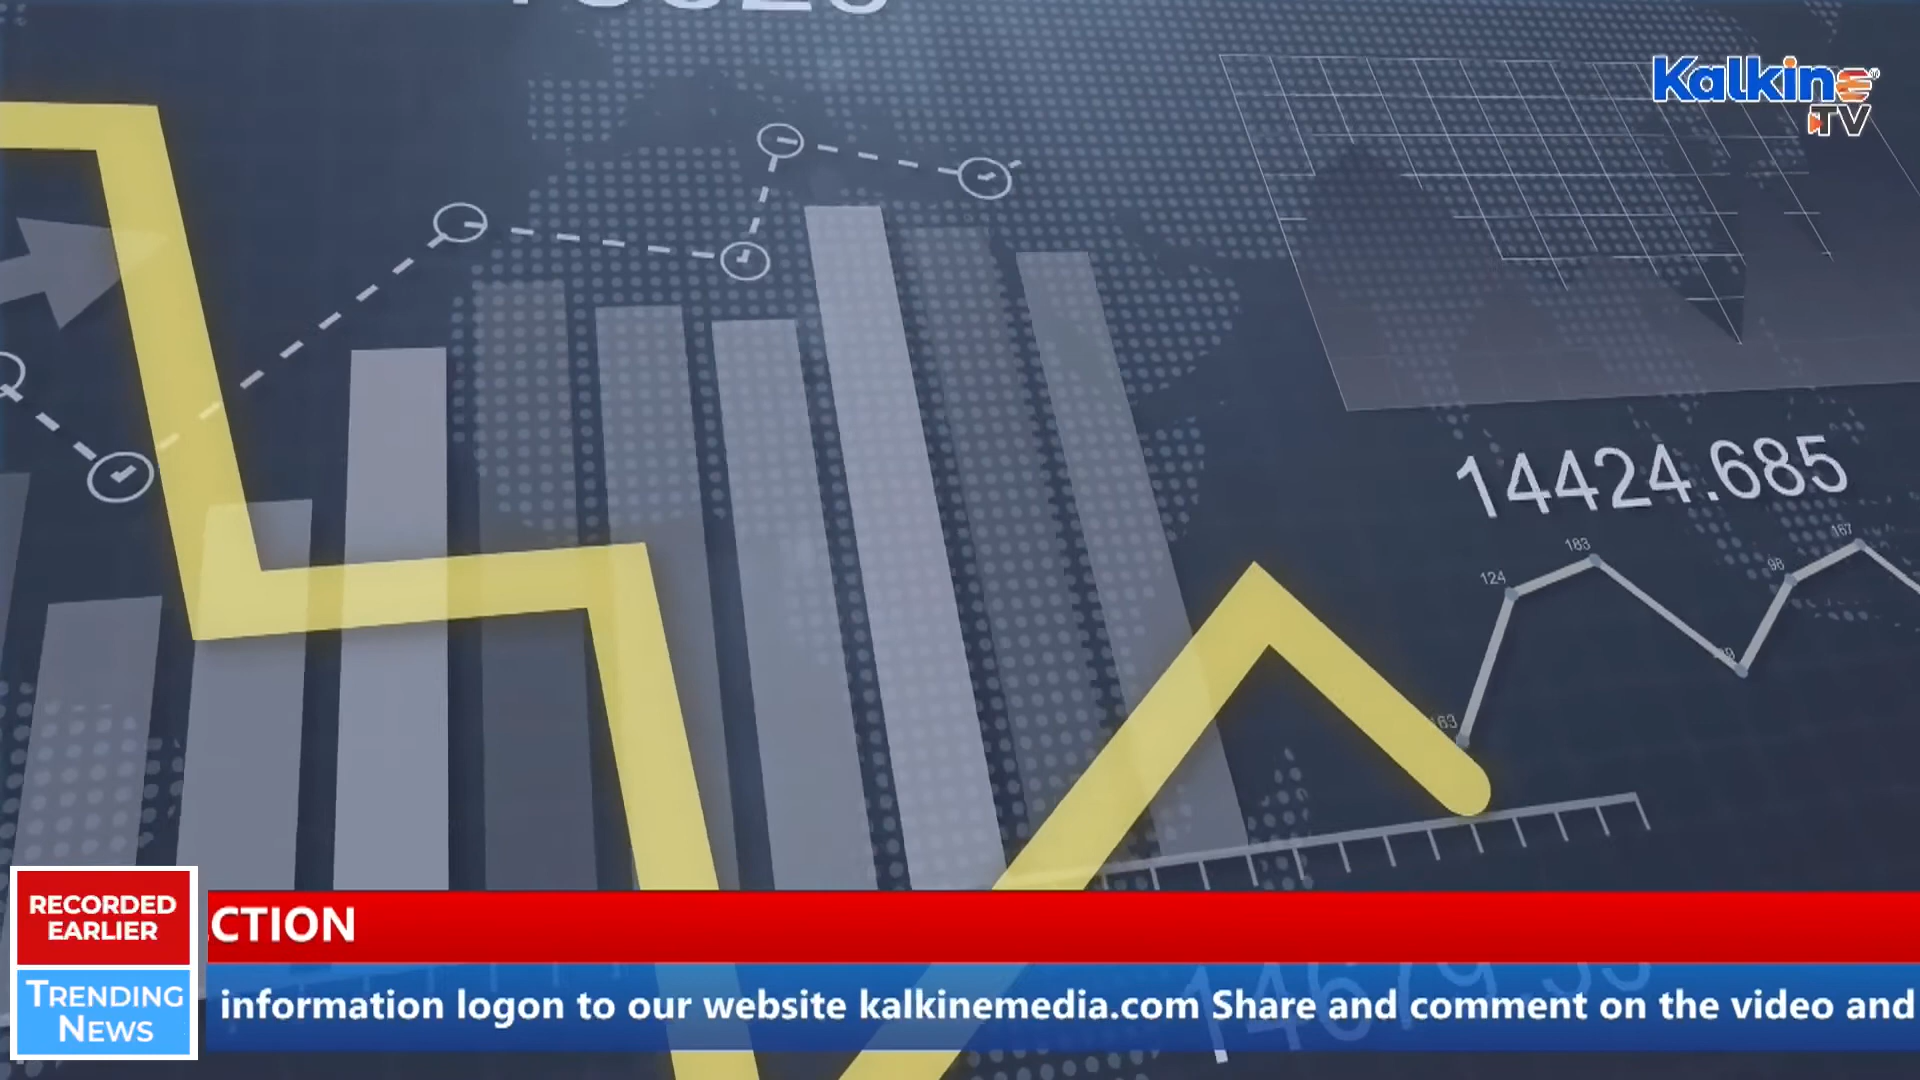 Kalkine
TV
14424.685
183
167
124
98
163
RECORDED
EARLIER
CTION
TRENDING
NEWS
information logon to our website kalkinemedia.com Share and comment on the video and